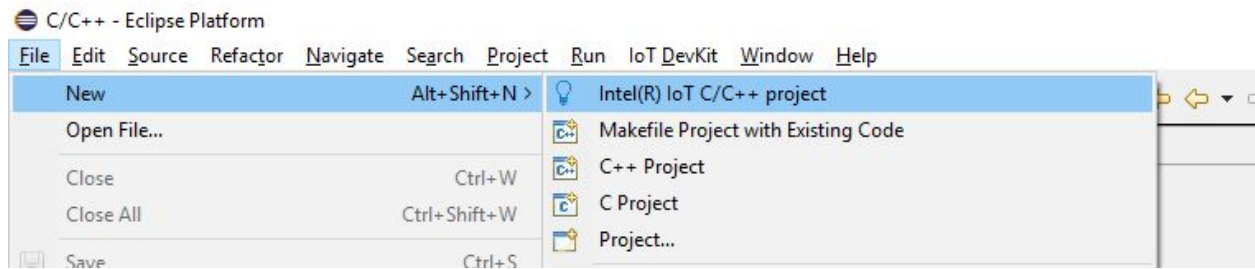 C/C++ - Eclipse Platform
File Edit Source Refactor Navigate Search Project Run IoT DevKit Window Help
New Alt+Shift+N >
Open File...
Close Ctrl+W
Close All Ctrl+Shift+W
Save Ctrl+S
Intel(R) IoT C/C++ project
Makefile Project with Existing Code
C++ Project
C Project
Project...